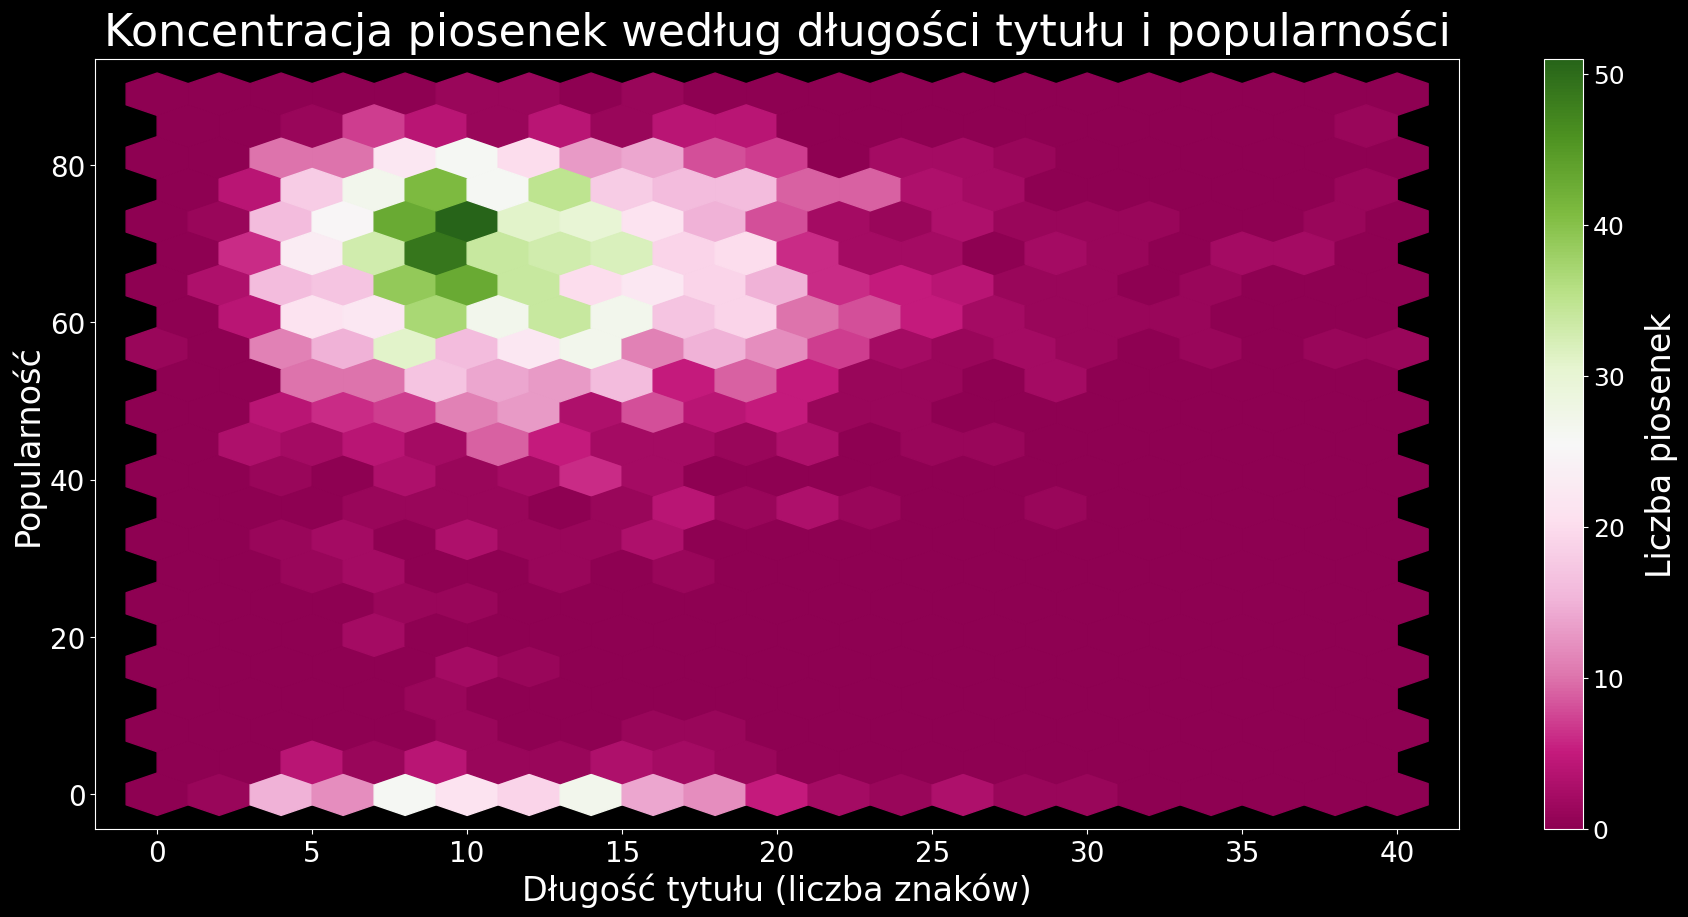 Koncentracja piosenek według długości tytułu i popularności
Popularność
80
60
40
20
0
0 5 10 15 20 25 30 35 40
Długość tytułu (liczba znaków)
50
40
30
20
10
0
Liczba piosenek